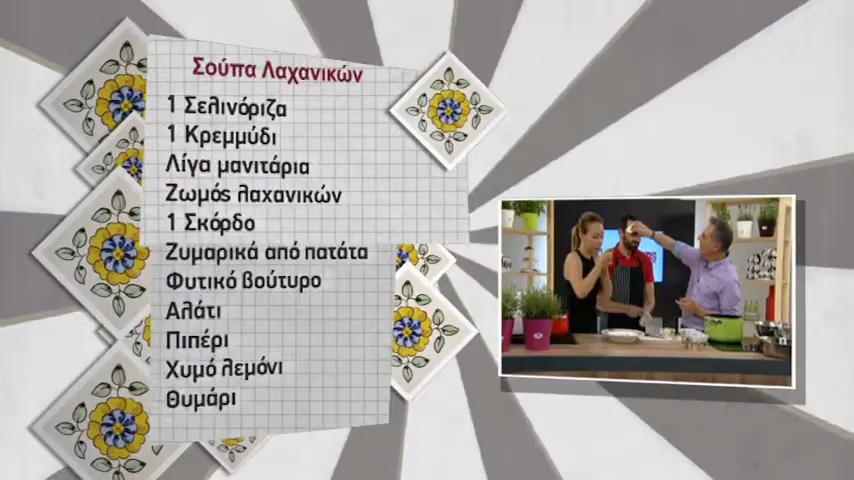 Σούπα Λαχανικών
1 Σελινόριζα
1 Κρεμμύδι
Λίγα μανιτάρια
Ζωμός λαχανικών
1 Σκόρδο
Ζυμαρικά από πατάτα
Φυτικό βούτυρο
Αλάτι
Πιπέρι
Χυμό λεμόνι
Θυμάρι